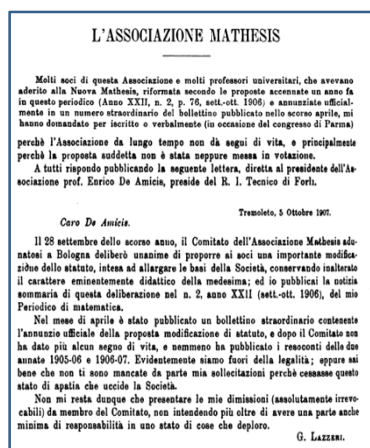 L'ASSOCIAZIONE MATHESIS
Molti soci di questa Associazione e molti professori universitari, che avevano
aderito alla Nuova Mathesis, riformata secondo le proposte accennate un anno fa
in questo periodico (Anno XXII, n. 2, p. 76, sett.-ott. 1906) e annunziate ufficial-
mente in un numero straordinario del bollettino pubblicato nello scorso aprile, mi
hanno domandato per iscritto o verbalmente (in occasione del congresso di Parma)
perchè l'Associazione da lungo tempo non dà segui di vita, e principalmente
perchè la proposta suddetta non è stata neppure messa in votazione.
A tutti rispondo pubblicando la seguente lettera, diretta al presidente dell'As-
sociazione prof. Enrico De Amicis, preside del R. I. Tecnico di Forlì.
Tremoleto, 5 Ottobre 1907.
Caro De Amicis.
Il 28 settembre dello scorso anno, il Comitato dell'Associazione Mathesis adu-
natosi a Bologna deliberò unanime di proporre ai soci una importante modifica-
zione dello statuto, intesa ad allargare le basi della Società, conservando inalterato
il carattere eminentemente didattico della medesima; ed io pubblicai la notizia
sommaria di questa deliberazione nel n. 2, anno XXII (sett.-ott. 1906), del mio
Periodico di matematica.
Nel mese di aprile è stato pubblicato un bollettino straordinario contenente
l'annunzio ufficiale della proposta modificazione di statuto, e dopo il Comitato non
ha dato più alcun segno di vita, e nemmeno ha pubblicato i resoconti delle due
annate 1905-06 e 1906-07. Evidentemente siamo fuori della legalità; eppure sai
bene che non ti sono mancate da parte mia sollecitazioni perchè cessasse questo
stato di apatia che uccide la Società.
Non mi resta dunque che presentare le mie dimissioni (assolutamente irrevo-
cabili) da membro del Comitato, non intendendo più oltre di avere una parte anche
minima di responsabilità in uno stato di cose che deploro.
G. LAZZERI.